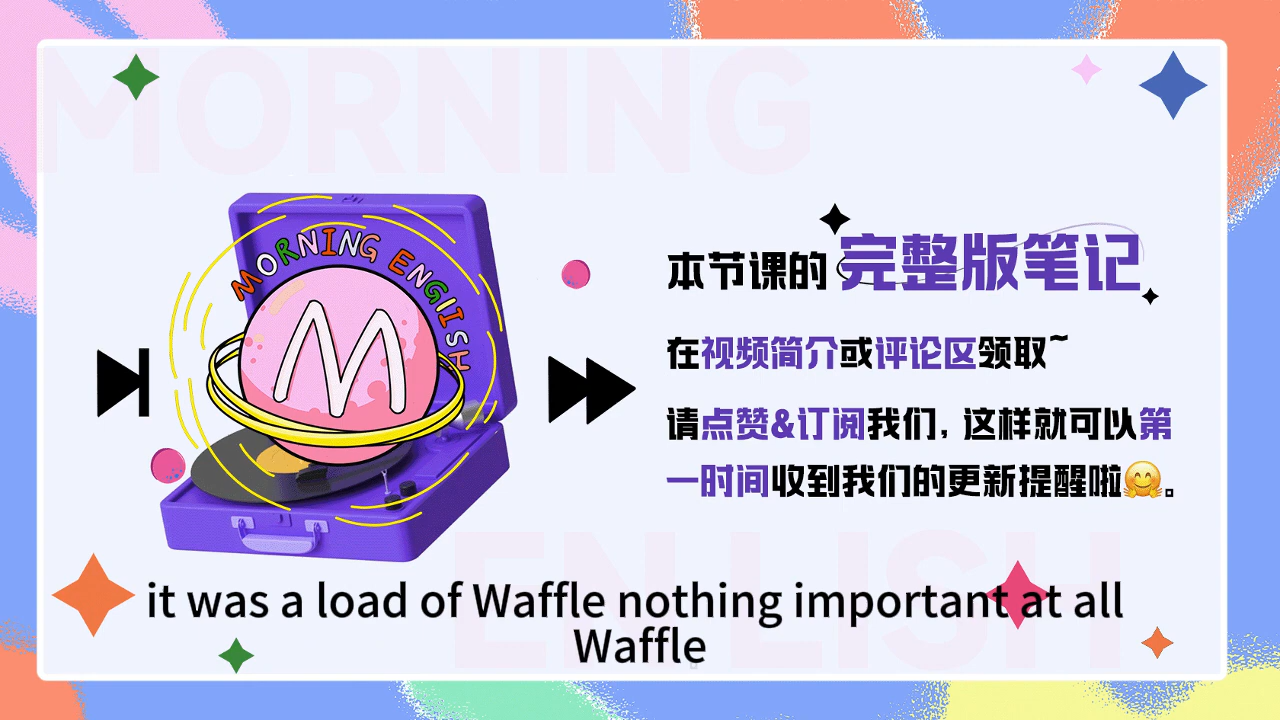 MORNING
MORNING ENGIISH
M
本节课的 完整版笔记
在视频简介或评论区领取~
请点赞&订阅我们, 这样就可以第
一时间收到我们的更新提醒啦🤗。
EN LISH
it was a load of Waffle nothing important at all
Waffle